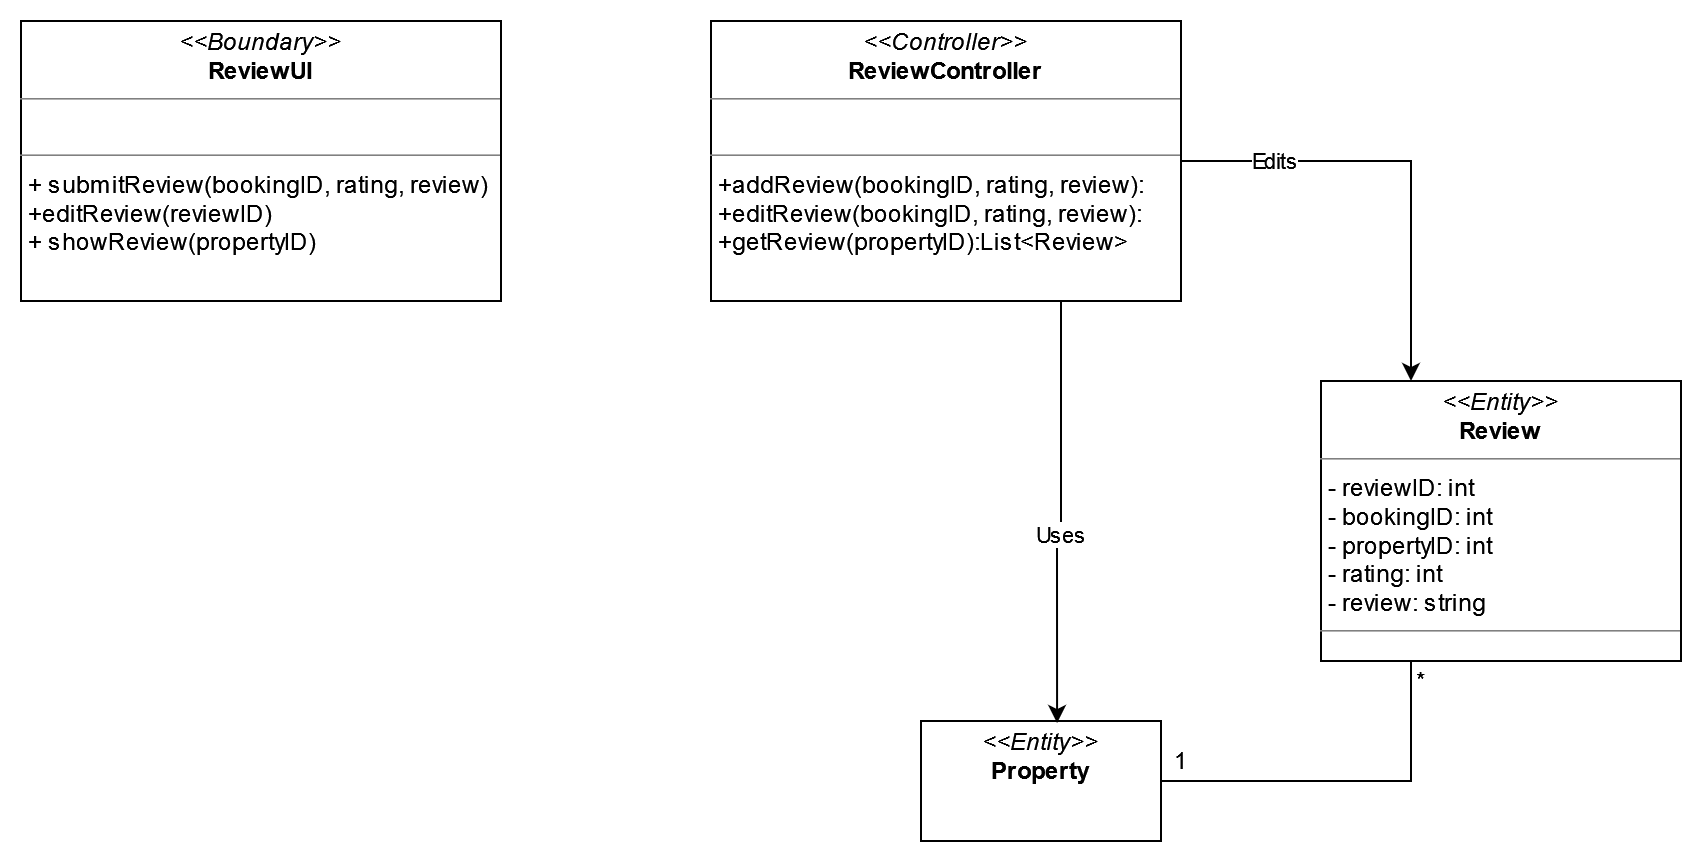 <<Boundary>>
ReviewUI
+ submitReview(bookingID, rating, review)
+editReview(reviewID)
+ showReview(propertyID)
<<Controller>>
ReviewController
+addReview(bookingID, rating, review):
+editReview(bookingID, rating, review):
+getReview(propertyID):List<Review>
Edits
<<Entity>>
Review
- reviewID: int
- bookingID: int
- propertyID: int
- rating: int
- review: string
Uses
*
<<Entity>>
Property
1